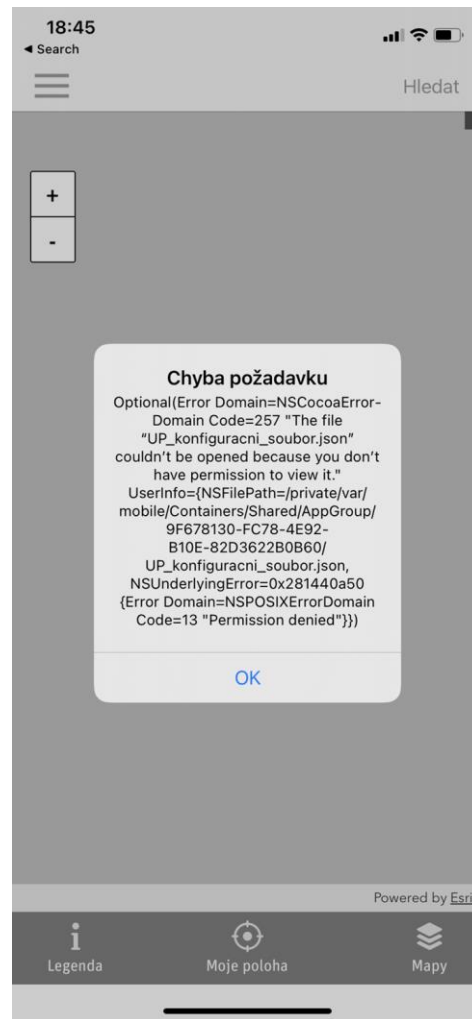 18:45
◄ Search
Hledat
+
-
Chyba požadavku
Optional(Error Domain=NSCocoaError-
Domain Code=257 "The file
“UP_konfiguracni_soubor.json”
couldn’t be opened because you don’t
have permission to view it."
UserInfo={NSFilePath=/private/var/
mobile/Containers/Shared/AppGroup/
9F678130-FC78-4E92-
B10E-82D3622B0B60/
UP_konfiguracni_soubor.json,
NSUnderlyingError=0x281440a50
{Error Domain=NSPOSIXErrorDomain
Code=13 "Permission denied"}})
OK
Powered by Esri
Legenda
Moje poloha
Mapy